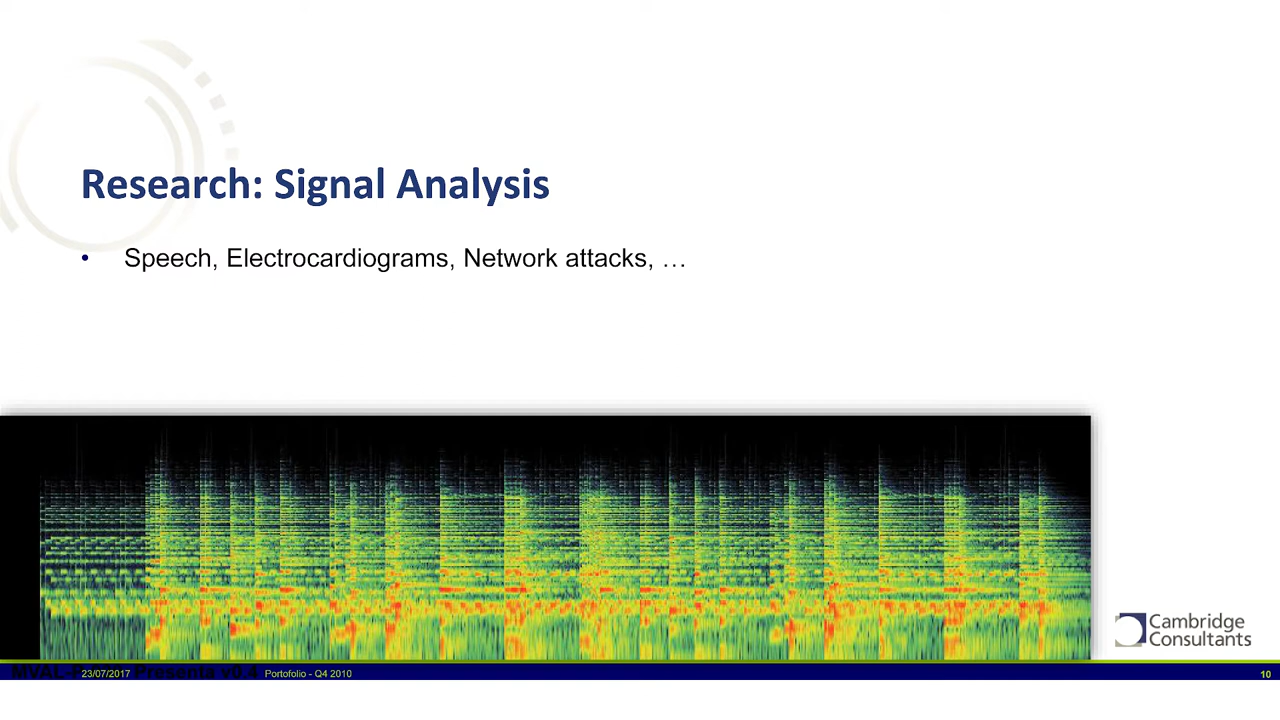 Research: Signal Analysis
• Speech, Electrocardiograms, Network attacks, …
Cambridge
Consultants
23/07/2017
Portofolio - Q4 2010
10